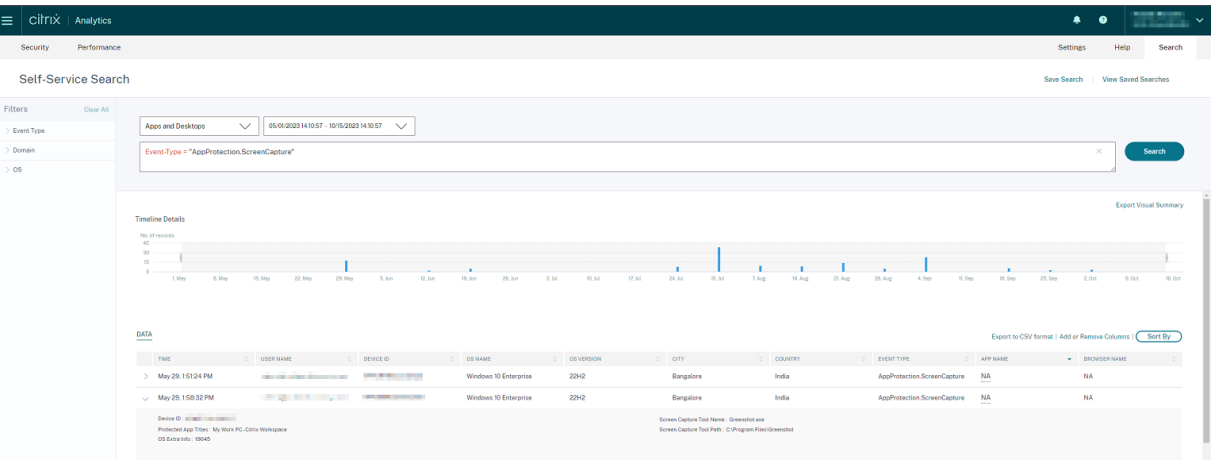 citrix | Analytics
Security Performance Settings Help Search
Self-Service Search Save Search | View Saved Searches
Filters Clear All
Event Type
Domain
OS
Apps and Desktops 05/01/2023 14:10:57 - 10/15/2023 14:10:57
Event-Type = "AppProtection.ScreenCapture"
Search
Export Visual Summary
Timeline Details
No. of records
45
30
15
0
1. May 8. May 15. May 22. May 29. May 5. Jun 12. Jun 19. Jun 26. Jun 3. Jul 10. Jul 17. Jul 24. Jul 31. Jul 7. Aug 14. Aug 21. Aug 28. Aug 4. Sep 11. Sep 18. Sep 25. Sep 2. Oct 9. Oct 16. Oct
DATA Export to CSV format | Add or Remove Columns | Sort By
TIME USER NAME DEVICE ID OS NAME OS VERSION CITY COUNTRY EVENT TYPE APP NAME BROWSER NAME
May 29, 1:51:24 PM Windows 10 Enterprise 22H2 Bangalore India AppProtection.ScreenCapture NA NA
May 29, 1:58:32 PM Windows 10 Enterprise 22H2 Bangalore India AppProtection.ScreenCapture NA NA
Device ID : Screen Capture Tool Name : Greenshot.exe
Protected App Titles : My Work PC - Citrix Workspace Screen Capture Tool Path : C:\Program Files\Greenshot
OS Extra Info : 19045